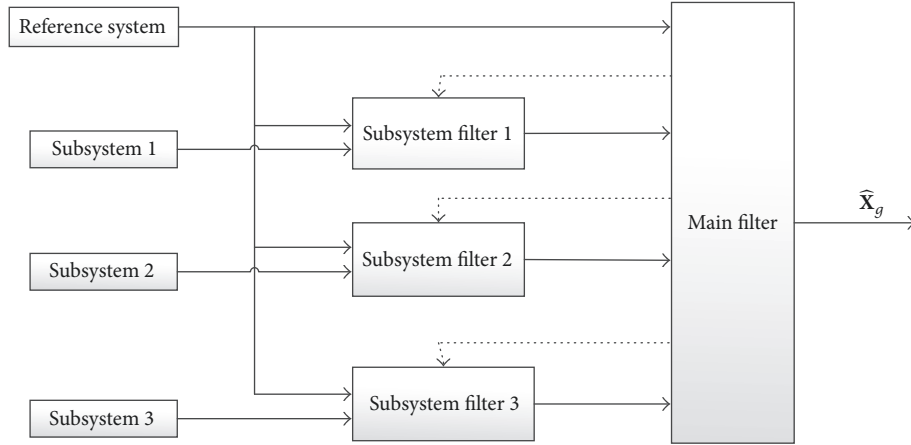 Reference system
Subsystem 1
Subsystem filter 1
Subsystem 2
Subsystem filter 2
Subsystem 3
Subsystem filter 3
Main filter
X̂g